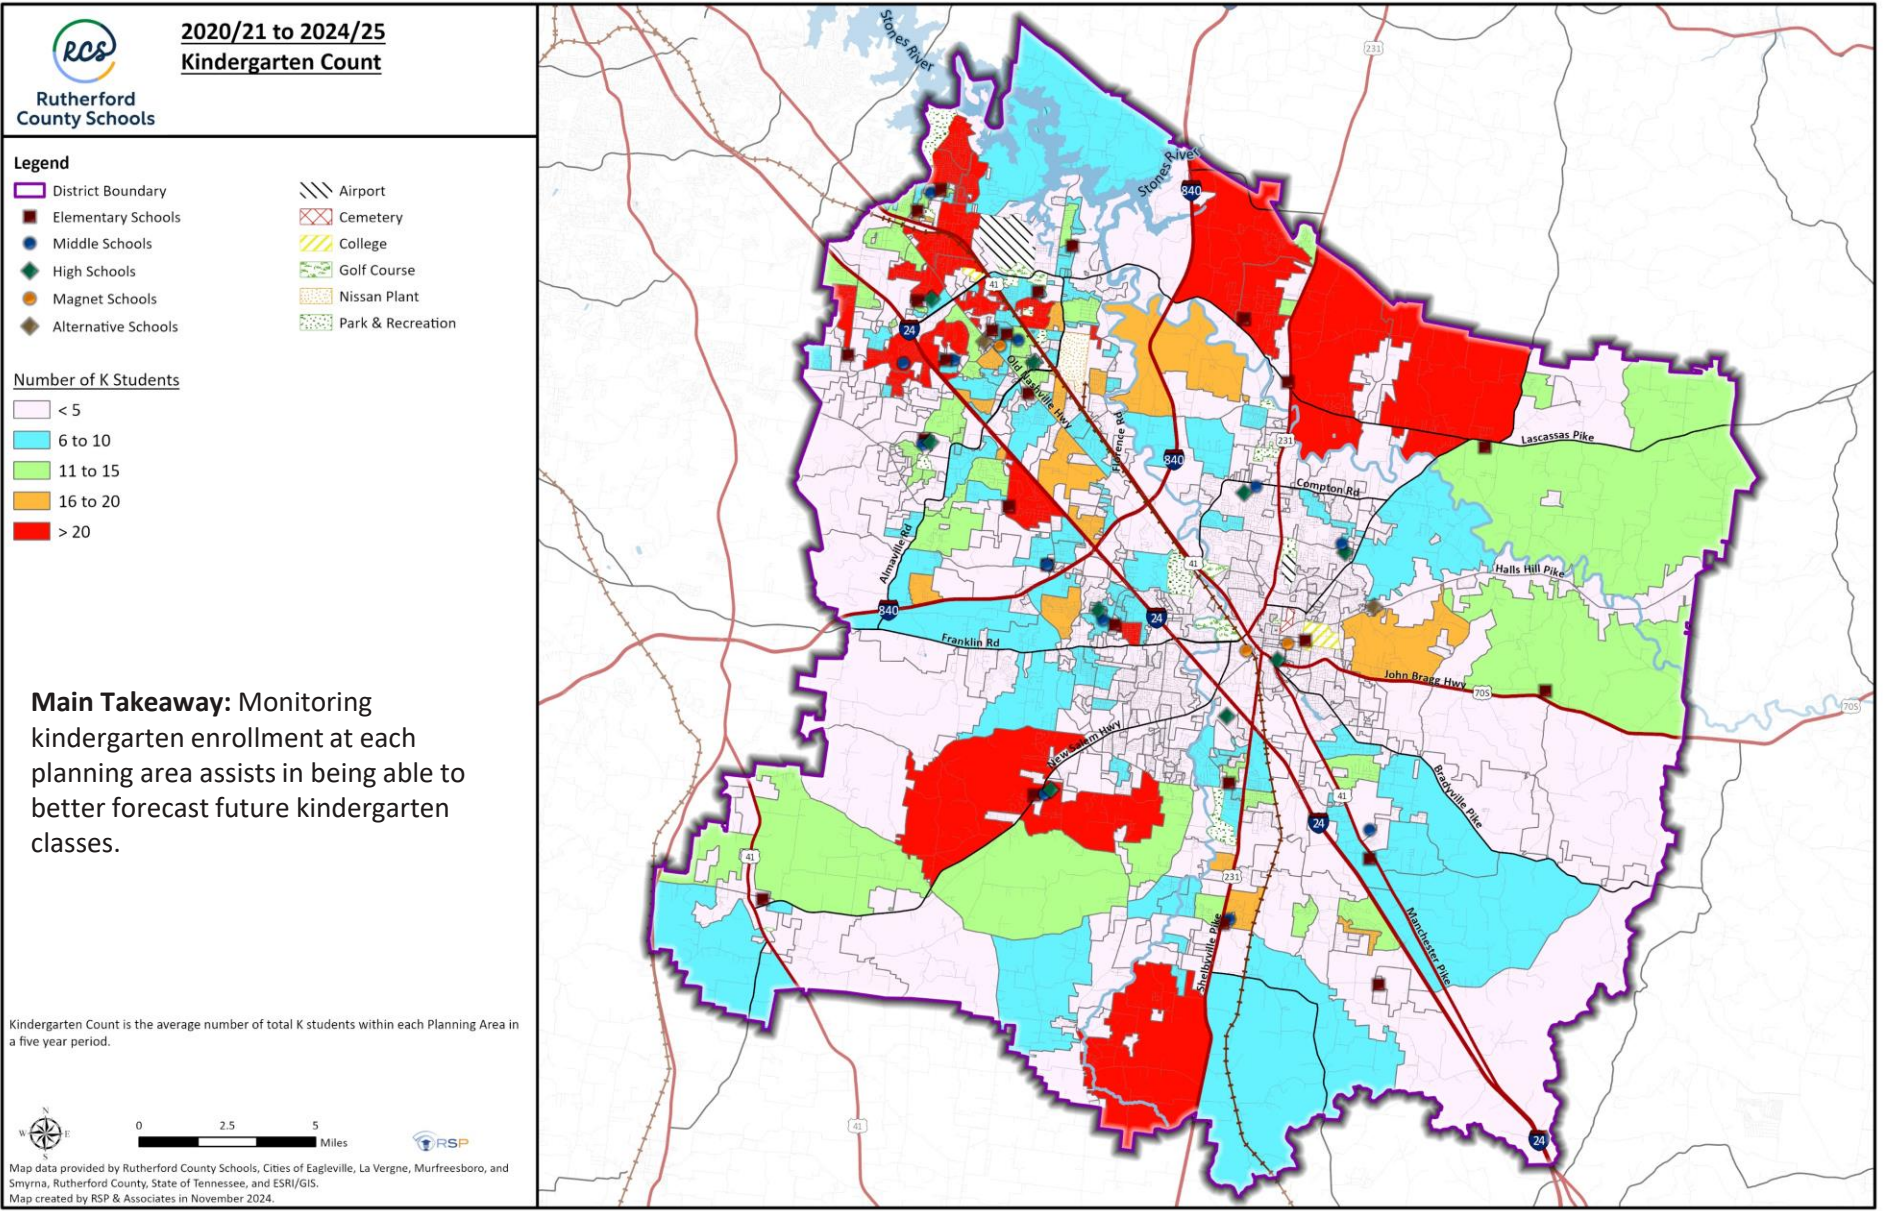 RCS
Rutherford
County Schools
2020/21 to 2024/25
Kindergarten Count
Legend
District Boundary
Elementary Schools
Middle Schools
High Schools
Magnet Schools
Alternative Schools
Airport
Cemetery
College
Golf Course
Nissan Plant
Park & Recreation
Number of K Students
< 5
6 to 10
11 to 15
16 to 20
> 20
Main Takeaway: Monitoring
kindergarten enrollment at each
planning area assists in being able to
better forecast future kindergarten
classes.
Kindergarten Count is the average number of total K students within each Planning Area in
a five year period.
N
W E
S
0 2.5 5
Miles
RSP
Map data provided by Rutherford County Schools, Cities of Eagleville, La Vergne, Murfreesboro, and
Smyrna, Rutherford County, State of Tennessee, and ESRI/GIS.
Map created by RSP & Associates in November 2024.
Stones River
231
Stones River
840
41
24
Old Nashville Hwy
Florence Rd
231
Lascassas Pike
840
Compton Rd
Almaville Rd
41
Halls Hill Pike
840
24
Franklin Rd
John Bragg Hwy
70S
70S
New Salem Hwy
Bradyville Pike
41
24
41
231
Shelbyville Pike
Manchester Pike
41
24